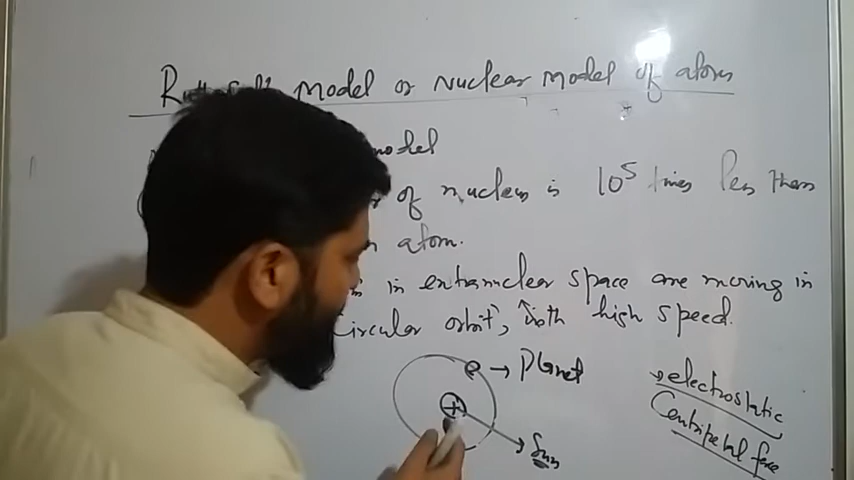 Rutherford's model or nuclear model of atom
model
of nucleus is 10⁵ times less than
atom.
in extranuclear space are moving in
circular orbit, with high speed.
e → Planet
+ → Sun
→ electrostatic
Centripetal force